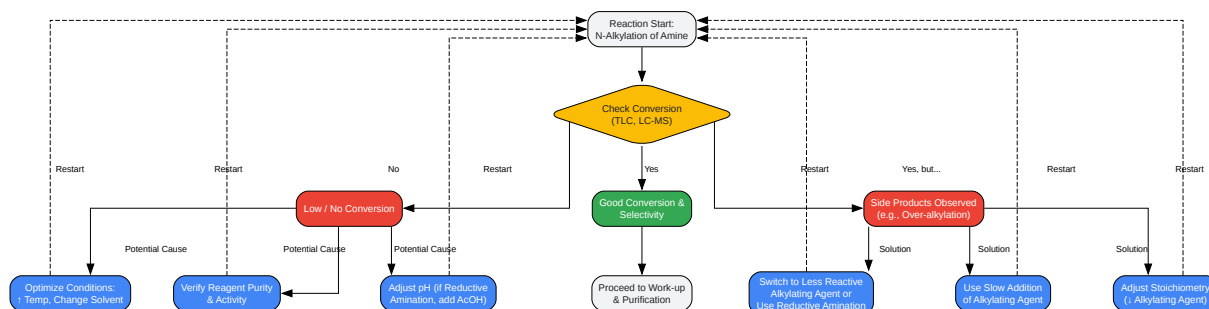 Reaction Start:
N-Alkylation of Amine
Check Conversion
(TLC, LC-MS)
Restart
Restart
No
Restart
Yes
Restart
Yes, but...
Restart
Restart
Low / No Conversion
Good Conversion &
Selectivity
Side Products Observed
(e.g., Over-alkylation)
Potential Cause
Potential Cause
Potential Cause
Solution
Solution
Solution
Optimize Conditions:
↑ Temp, Change Solvent
Verify Reagent Purity
& Activity
Adjust pH (if Reductive
Amination, add AcOH)
Proceed to Work-up
& Purification
Switch to Less Reactive
Alkylating Agent or
Use Reductive Amination
Use Slow Addition
of Alkylating Agent
Adjust Stoichiometry
(↓ Alkylating Agent)